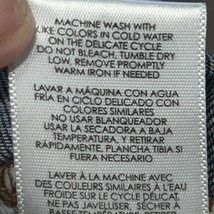 MACHINE WASH WITH
LIKE COLORS IN COLD WATER
ON THE DELICATE CYCLE
DO NOT BLEACH, TUMBLE DRY
LOW. REMOVE PROMPTLY
WARM IRON IF NEEDED
LAVAR A MÁQUINA CON AGUA
FRÍA EN CICLO DELICADO CON
COLORES SIMILARES
NO USAR BLANQUEADOR
USAR LA SECADORA A BAJA
TEMPERATURA, Y RETIRAR
RÁPIDAMENTE, PLANCHA TIBIA SI
FUERA NECESARIO
LAVER À LA MACHINE AVEC DES
COULEURS SIMILAIRES À L'EAU
FROIDE SUR LE CYCLE DÉLICAT.
NE PAS JAVELLISER, SÉCHER À
BASSE TEMPÉRATURE